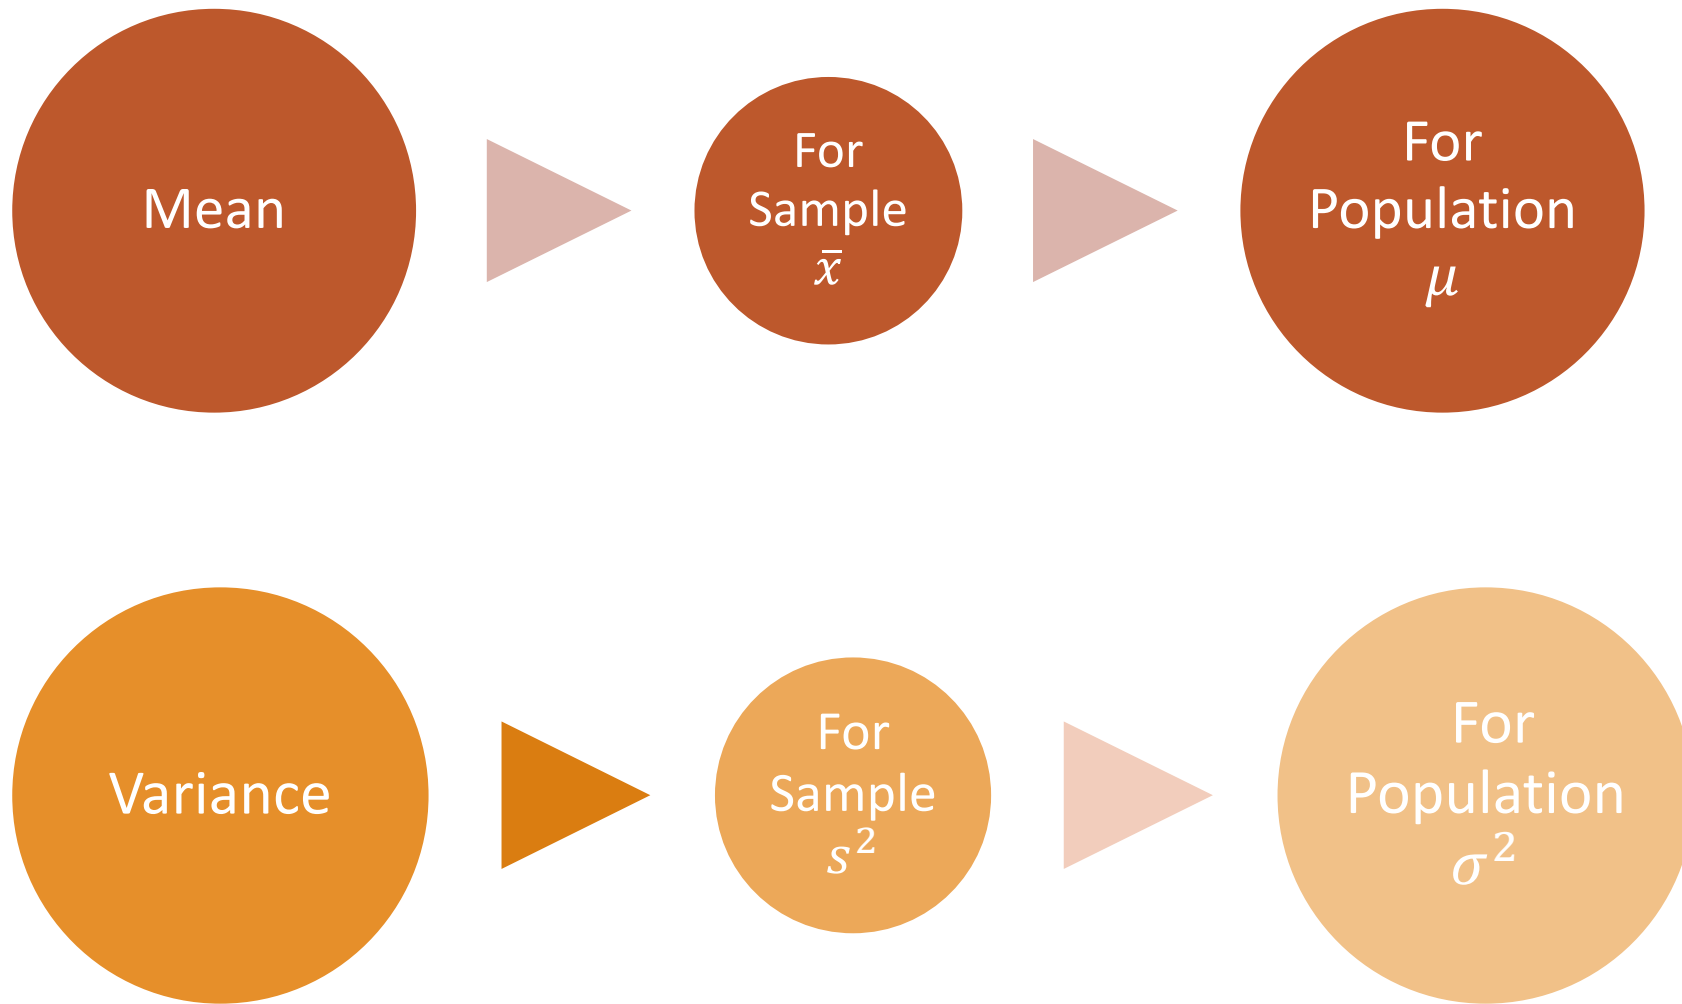 Mean
For
Sample
x̄
For
Population
μ
Variance
For
Sample
s²
For
Population
σ²